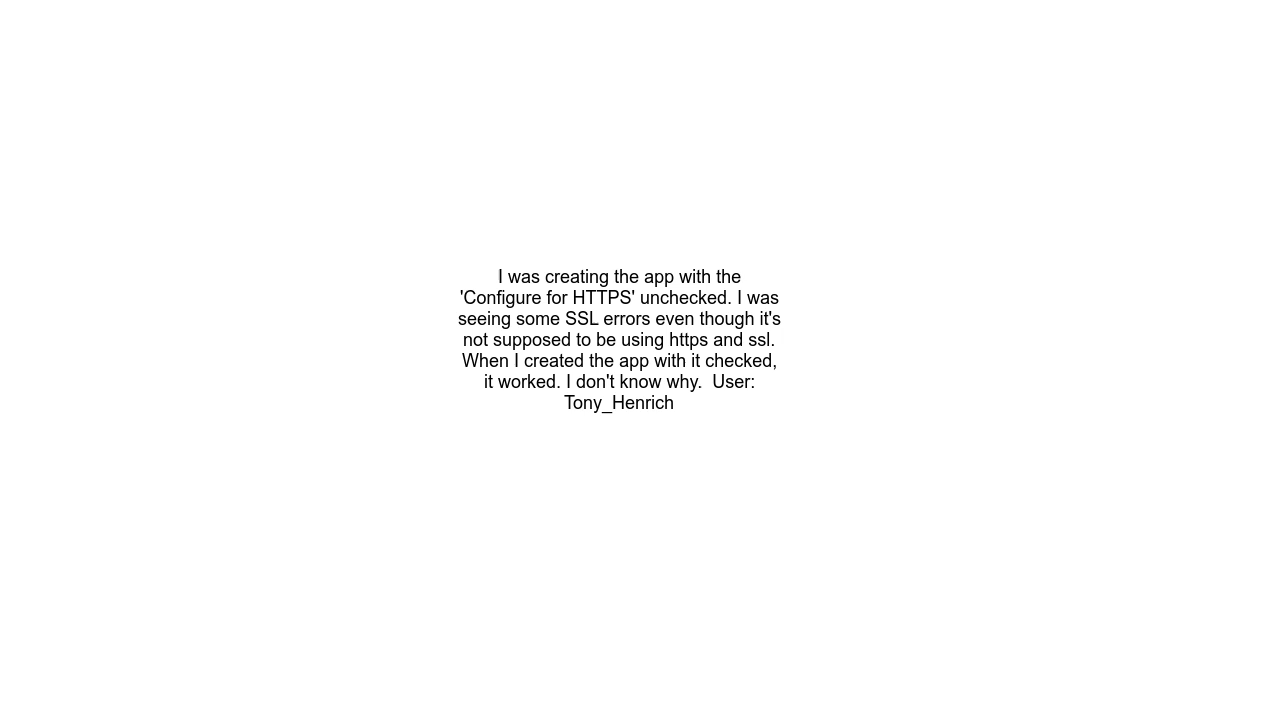 I was creating the app with the
'Configure for HTTPS' unchecked. I was
seeing some SSL errors even though it's
not supposed to be using https and ssl.
When I created the app with it checked,
it worked. I don't know why.  User:
Tony_Henrich